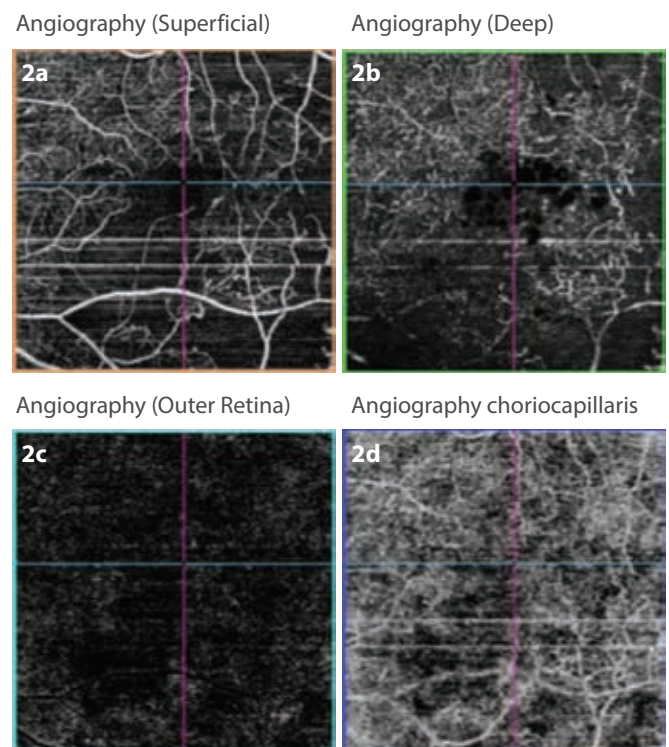 Angiography (Superficial)
Angiography (Deep)
2a
2b
Angiography (Outer Retina)
Angiography choriocapillaris
2c
2d